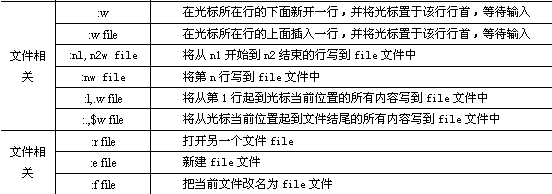 :w 在光标所在行的下面新开一行，并将光标置于该行行首，等待输入
:w file 在光标所在行的上面插入一行，并将光标置于该行行首，等待输入
文件相关
:n1,n2w file 将从 n1 开始到 n2 结束的行写到 file 文件中
:nw file 将第 n 行写到 file 文件中
:1,.w file 将从第 1 行起到光标当前位置的所有内容写到 file 文件中
:.,$w file 将从光标当前位置起到文件结尾的所有内容写到 file 文件中
文件相关
:r file 打开另一个文件 file
:e file 新建 file 文件
:f file 把当前文件改名为 file 文件